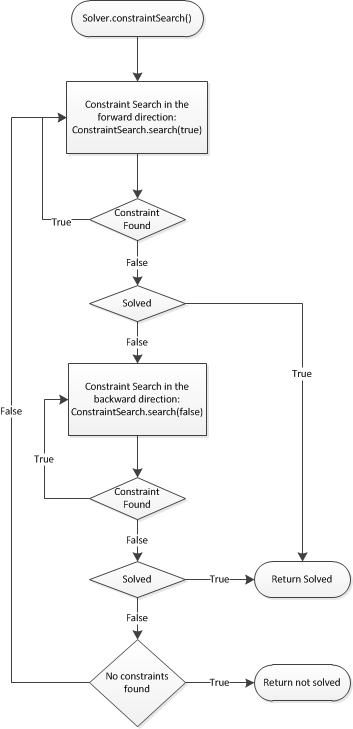 Solver.constraintSearch()
Constraint Search in the
forward direction:
ConstraintSearch.search(true)
Constraint
Found
True
False
Solved
True
False
Constraint Search in the
backward direction:
ConstraintSearch.search(false)
False
True
Constraint
Found
False
Solved
True
Return Solved
False
No constraints
found
True
Return not solved